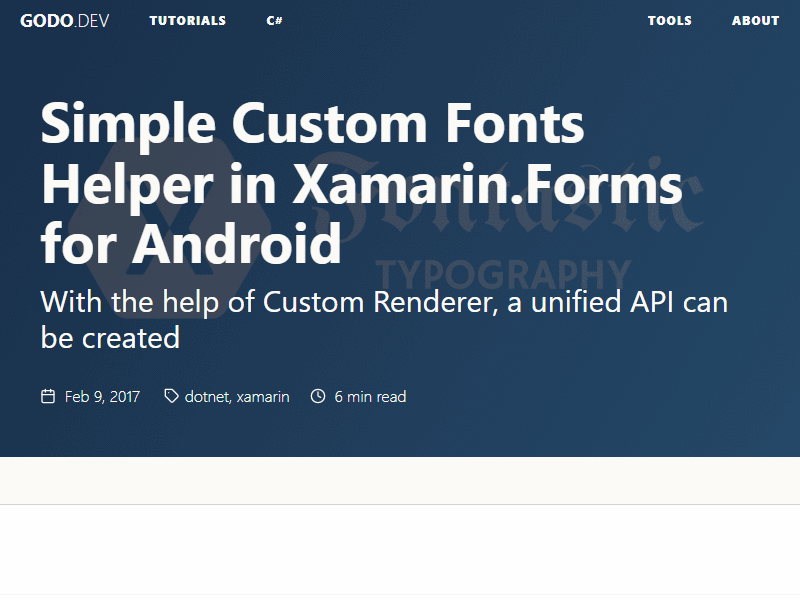 GODO.DEV TUTORIALS C# TOOLS ABOUT
Simple Custom Fonts
Helper in Xamarin.Forms
for Android
Fontastic
TYPOGRAPHY
With the help of Custom Renderer, a unified API can
be created
Feb 9, 2017 dotnet, xamarin 6 min read